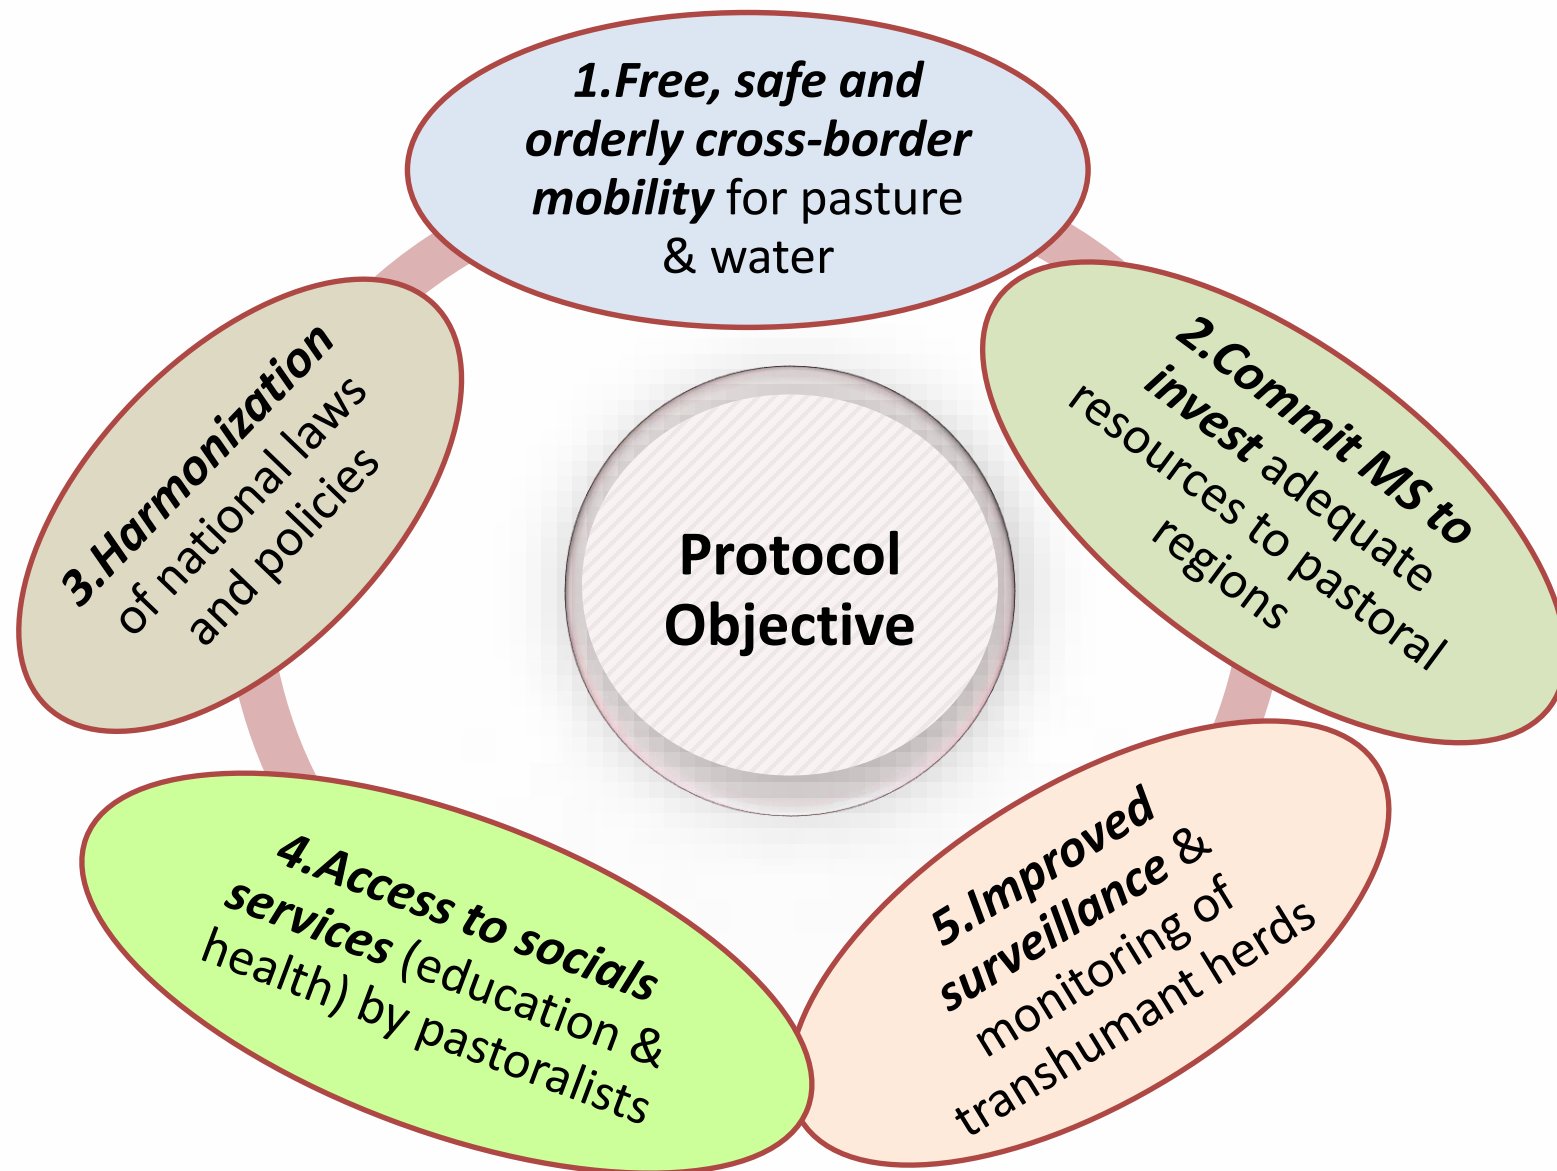 1.Free, safe and
orderly cross-border
mobility for pasture
& water
2.Commit MS to
invest adequate
resources to pastoral
regions
3.Harmonization
of national laws
and policies
Protocol
Objective
4.Access to socials
services (education &
health) by pastoralists
5.Improved
surveillance &
monitoring of
transhumant herds